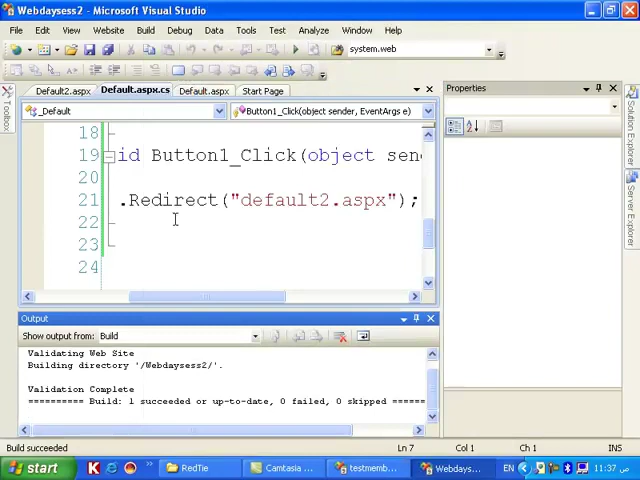 Webdaysess2 - Microsoft Visual Studio
File Edit View Website Build Debug Data Tools Test Analyze Window Help
system.web
Default2.aspx Default.aspx.cs Default.aspx Start Page
_Default Button1_Click(object sender, EventArgs e)
18
19 id Button1_Click(object sen
20
21 .Redirect("default2.aspx");
22
23
24
Properties
Toolbox
Solution Explorer
Server Explorer
Output
Show output from: Build
Validating Web Site
Building directory '/Webdaysess2/'.
Validation Complete
========== Build: 1 succeeded or up-to-date, 0 failed, 0 skipped =======
Build succeeded Ln 7 Col 1 Ch 1 INS
start RedTie Camtasia ... testmemb... Webdays... EN 11:37 ص